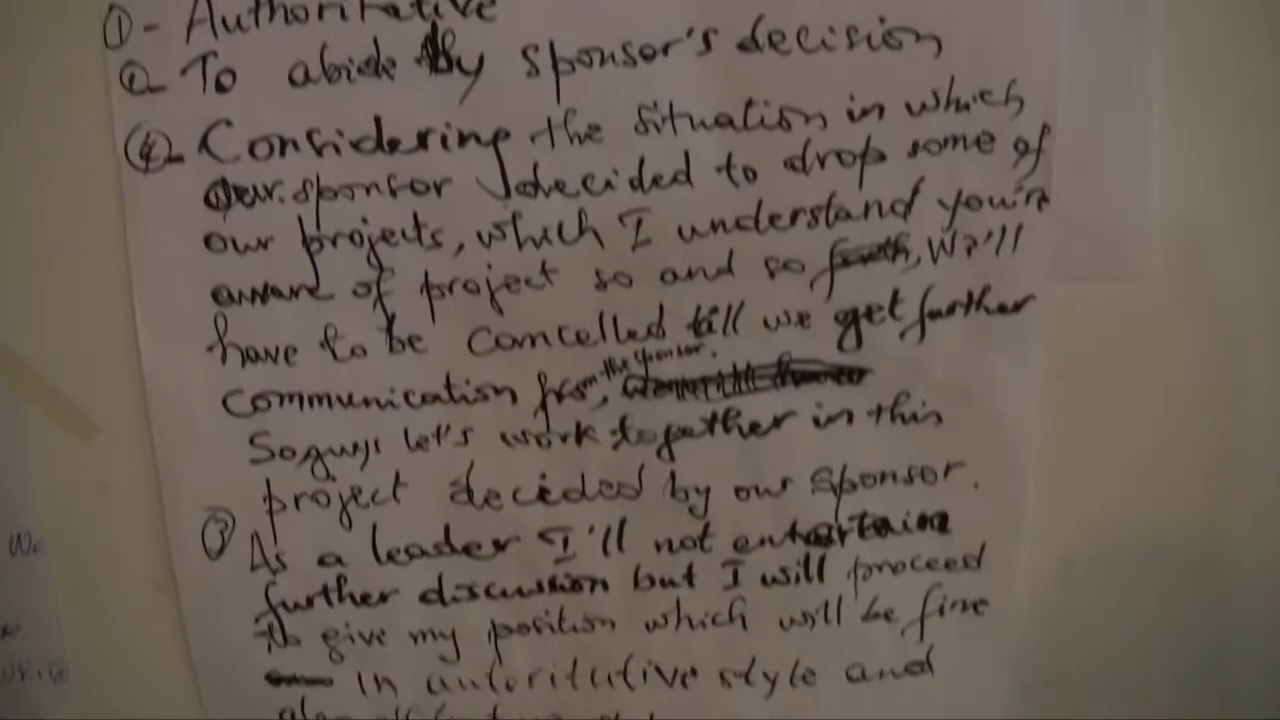 ① - Authoritative
② To abide by sponsor's decision
④ Considering the situation in which
our sponsor decided to drop some of
our projects, which I understand you're
aware of project so and so, We'll
have to be cancelled till we get further
communication from the sponsor.
So guys let's work together in this
project decided by our sponsor.
③ As a leader I'll not entertain
further discussion but I will proceed
to give my position which will be fine
In autoritative style and
We